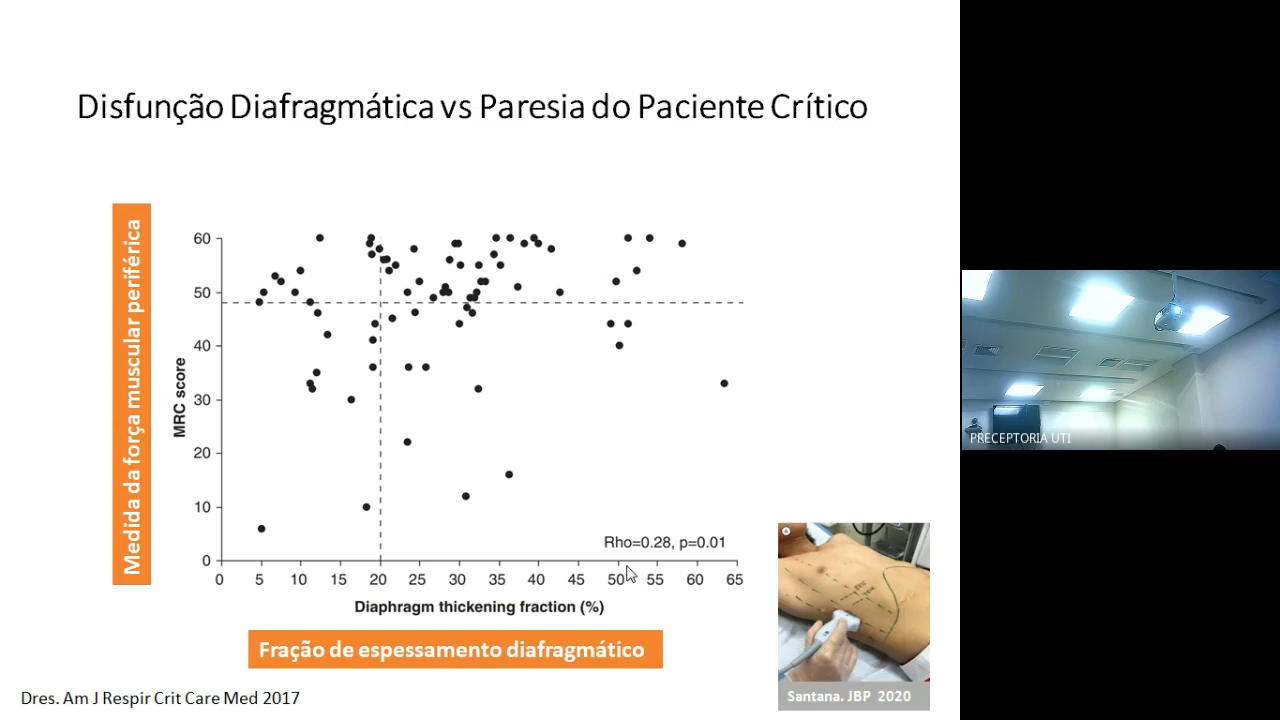 Disfunção Diafragmática vs Paresia do Paciente Crítico
Medida da força muscular periférica
MRC score
60
50
40
30
20
10
0
Rho=0.28, p=0.01
0 5 10 15 20 25 30 35 40 45 50 55 60 65
Diaphragm thickening fraction (%)
Fração de espessamento diafragmático
Dres. Am J Respir Crit Care Med 2017
Santana. JBP 2020
PRECEPTORIA UTI